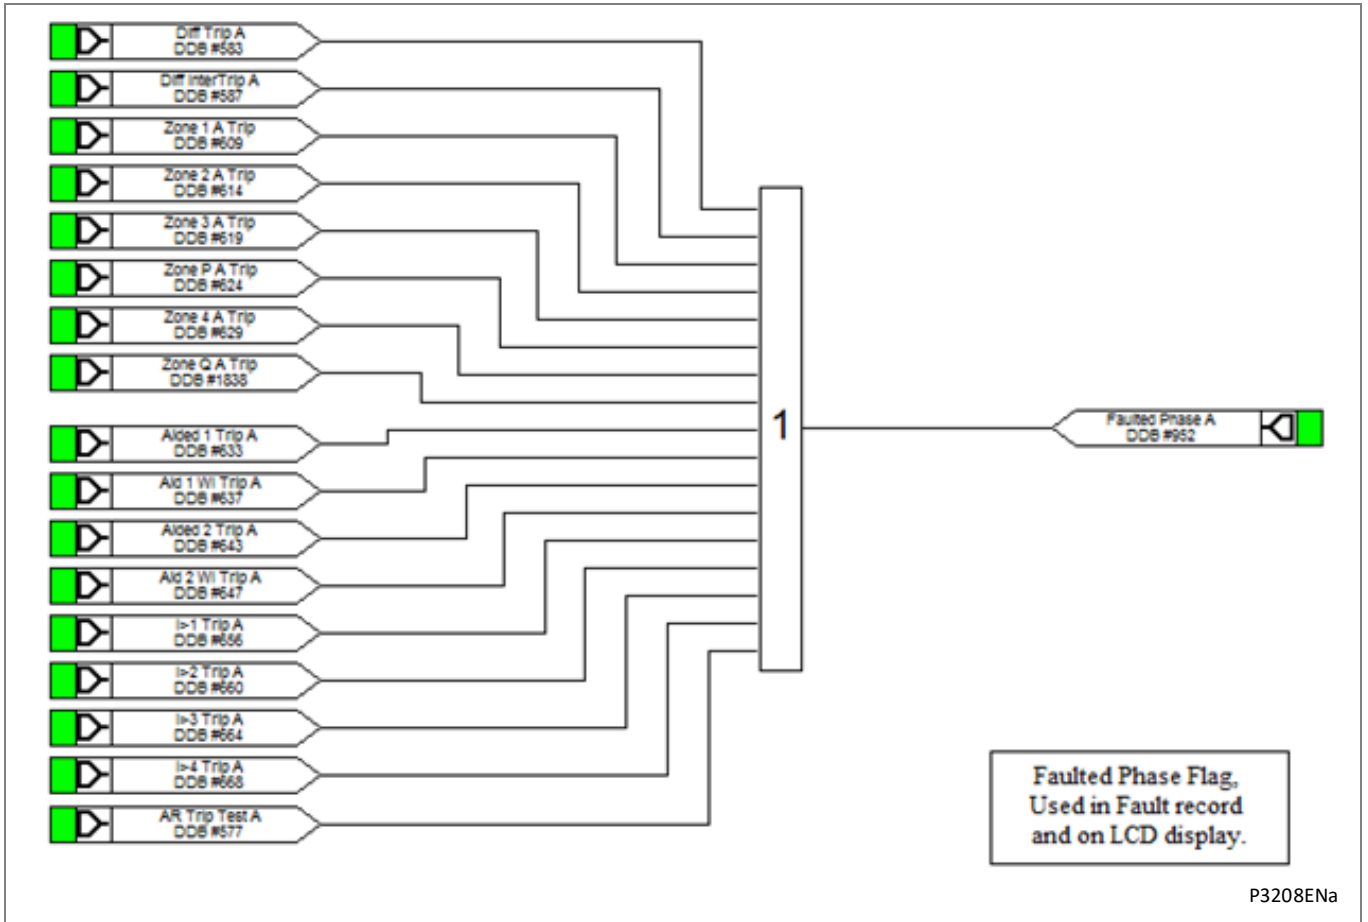 Diff Trip A
DDB #583
Diff InterTrip A
DDB #587
Zone 1 A Trip
DDB #609
Zone 2 A Trip
DDB #614
Zone 3 A Trip
DDB #619
Zone P A Trip
DDB #624
Zone 4 A Trip
DDB #629
Zone Q A Trip
DDB #1838
Aided 1 Trip A
DDB #633
Aid 1 WI Trip A
DDB #637
Aided 2 Trip A
DDB #643
Aid 2 WI Trip A
DDB #647
I>1 Trip A
DDB #656
I>2 Trip A
DDB #660
I>3 Trip A
DDB #664
I>4 Trip A
DDB #668
AR Trip Test A
DDB #577
1
Faulted Phase A
DDB #952
Faulted Phase Flag,
Used in Fault record
and on LCD display.
P3208ENa